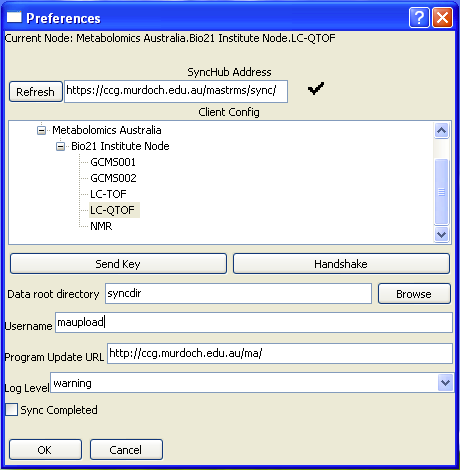 Preferences
Current Node: Metabolomics Australia.Bio21 Institute Node.LC-QTOF
SyncHub Address
Refresh https://ccg.murdoch.edu.au/mastrms/sync/
Client Config
Metabolomics Australia
Bio21 Institute Node
GCMS001
GCMS002
LC-TOF
LC-QTOF
NMR
Send Key Handshake
Data root directory syncdir Browse
Username maupload
Program Update URL http://ccg.murdoch.edu.au/ma/
Log Level warning
Sync Completed
OK Cancel